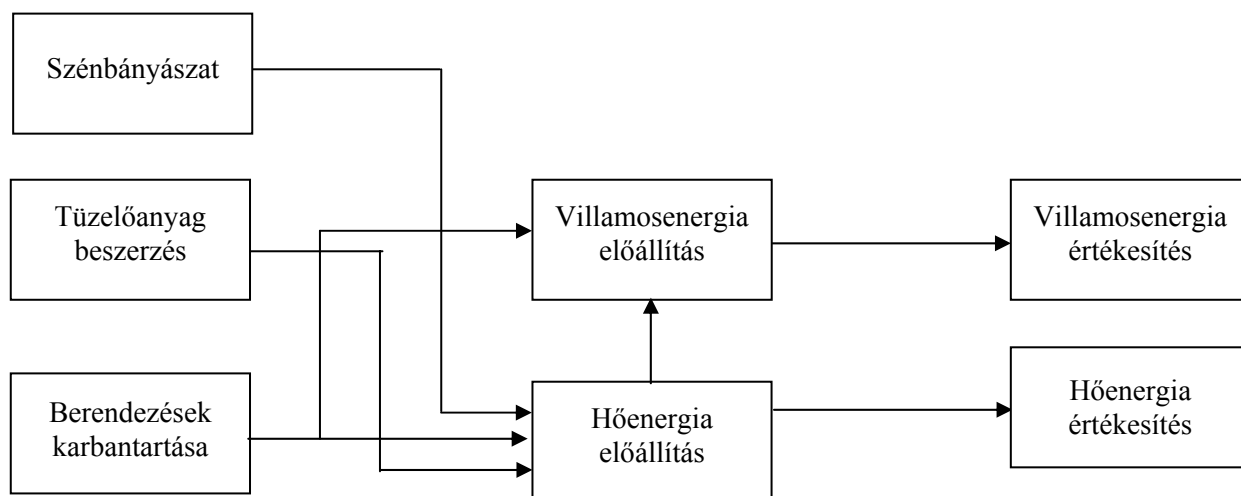 Szénbányászat
Tüzelőanyag
beszerzés
Villamosenergia
előállítás
Villamosenergia
értékesítés
Berendezések
karbantartása
Hőenergia
előállítás
Hőenergia
értékesítés